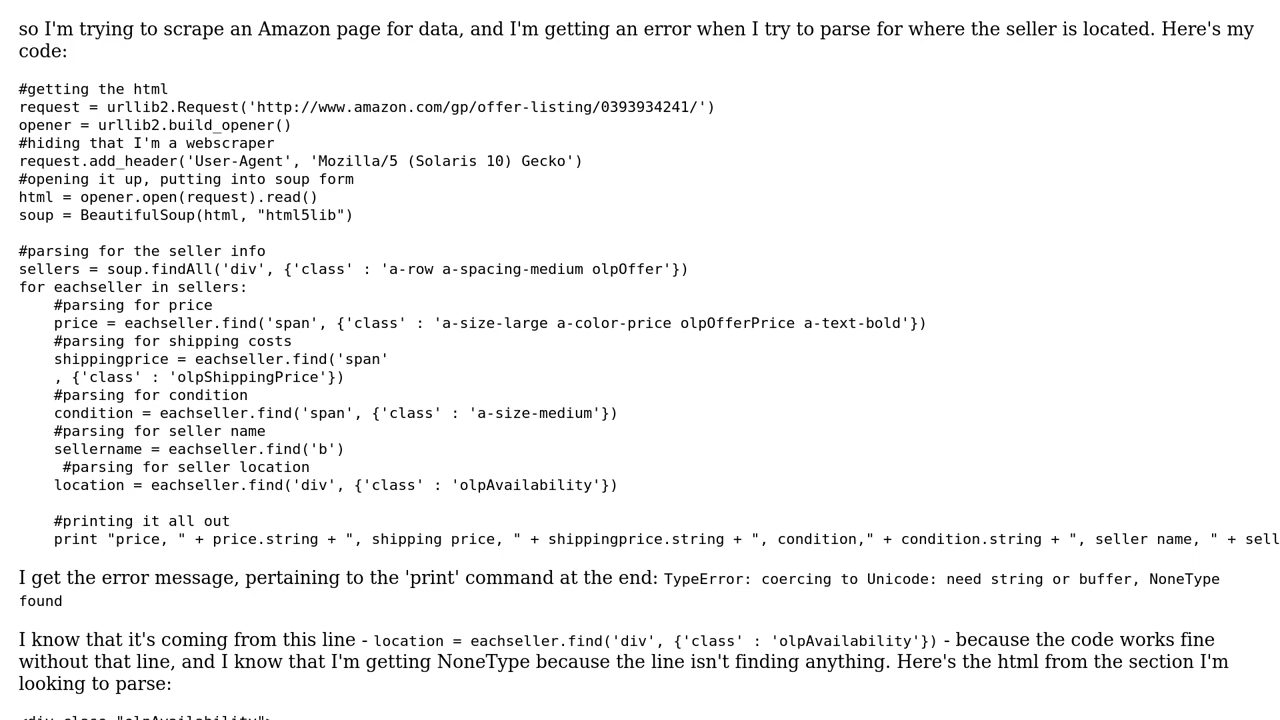 so I'm trying to scrape an Amazon page for data, and I'm getting an error when I try to parse for where the seller is located. Here's my
code:
#getting the html
request = urllib2.Request('http://www.amazon.com/gp/offer-listing/0393934241/')
opener = urllib2.build_opener()
#hiding that I'm a webscraper
request.add_header('User-Agent', 'Mozilla/5 (Solaris 10) Gecko')
#opening it up, putting into soup form
html = opener.open(request).read()
soup = BeautifulSoup(html, "html5lib")
#parsing for the seller info
sellers = soup.findAll('div', {'class' : 'a-row a-spacing-medium olpOffer'})
for eachseller in sellers:
    #parsing for price
    price = eachseller.find('span', {'class' : 'a-size-large a-color-price olpOfferPrice a-text-bold'})
    #parsing for shipping costs
    shippingprice = eachseller.find('span'
    , {'class' : 'olpShippingPrice'})
    #parsing for condition
    condition = eachseller.find('span', {'class' : 'a-size-medium'})
    #parsing for seller name
    sellername = eachseller.find('b')
     #parsing for seller location
    location = eachseller.find('div', {'class' : 'olpAvailability'})
    #printing it all out
    print "price, " + price.string + ", shipping price, " + shippingprice.string + ", condition," + condition.string + ", seller name, " + sell
I get the error message, pertaining to the 'print' command at the end: TypeError: coercing to Unicode: need string or buffer, NoneType
found
I know that it's coming from this line - location = eachseller.find('div', {'class' : 'olpAvailability'}) - because the code works fine
without that line, and I know that I'm getting NoneType because the line isn't finding anything. Here's the html from the section I'm
looking to parse:
<div class="olpAvailability">